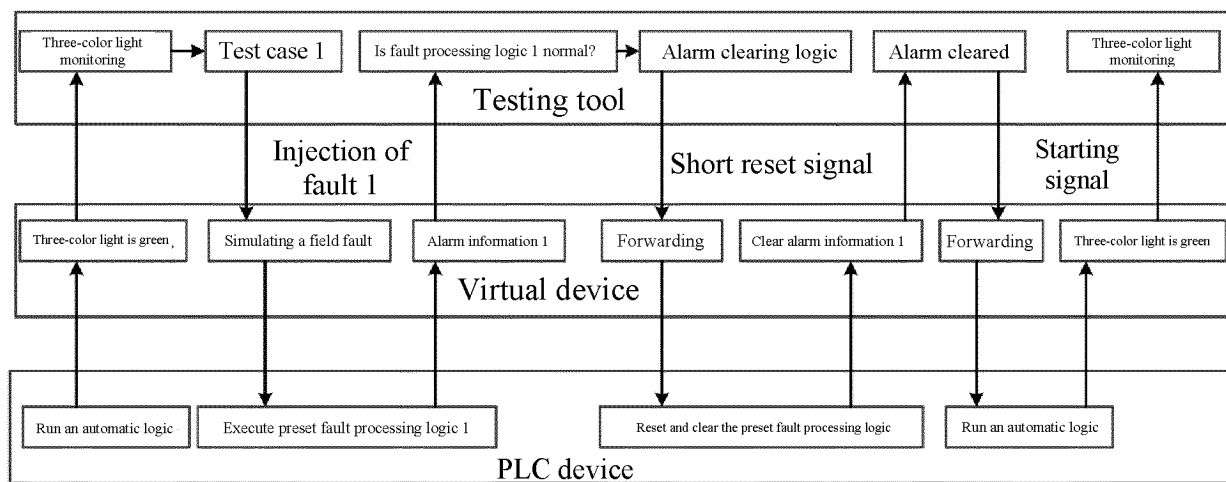 Three-color light
monitoring
Test case 1
Is fault processing logic 1 normal?
Alarm clearing logic
Alarm cleared
Three-color light
monitoring
Testing tool
Injection of
fault 1
Short reset signal
Starting
signal
Three-color light is green
Simulating a field fault
Alarm information 1
Forwarding
Clear alarm information 1
Forwarding
Three-color light is green
Virtual device
Run an automatic logic
Execute preset fault processing logic 1
Reset and clear the preset fault processing logic
Run an automatic logic
PLC device